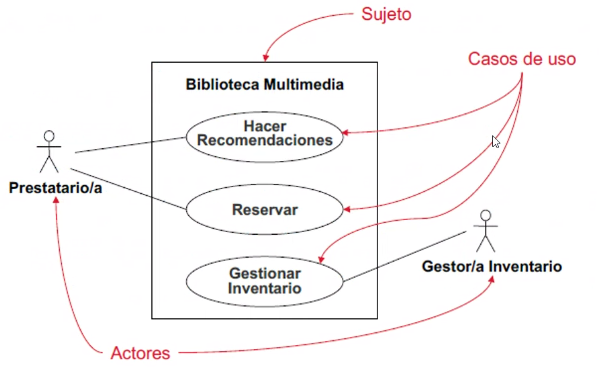 Sujeto
Casos de uso
Biblioteca Multimedia
Hacer
Recomendaciones
Prestatario/a
Reservar
Gestionar
Inventario
Gestor/a Inventario
Actores